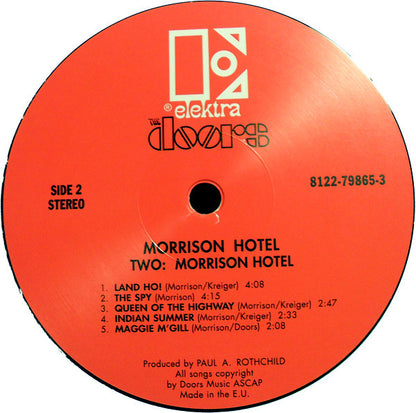 ® elektra
THE
doors
SIDE 2
STEREO
8122-79865-3
MORRISON HOTEL
TWO: MORRISON HOTEL
1. LAND HO! (Morrison/Kreiger) 4:08
2. THE SPY (Morrison) 4:15
3. QUEEN OF THE HIGHWAY (Morrison/Kreiger) 2:47
4. INDIAN SUMMER (Morrison/Kreiger) 2:33
5. MAGGIE M'GILL (Morrison/Doors) 2:08
Produced by PAUL A. ROTHCHILD
All songs copyright
by Doors Music ASCAP
Made in the E.U.